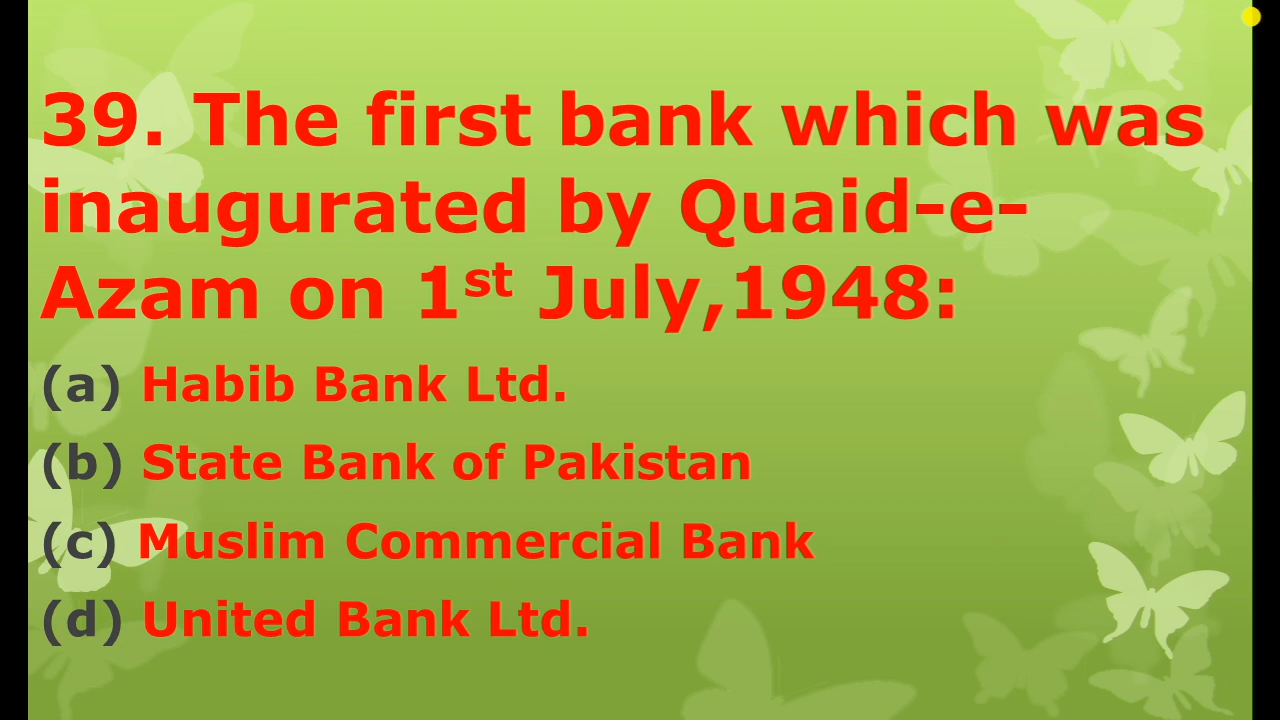 39. The first bank which was
inaugurated by Quaid-e-
Azam on 1st July,1948:
(a) Habib Bank Ltd.
(b) State Bank of Pakistan
(c) Muslim Commercial Bank
(d) United Bank Ltd.